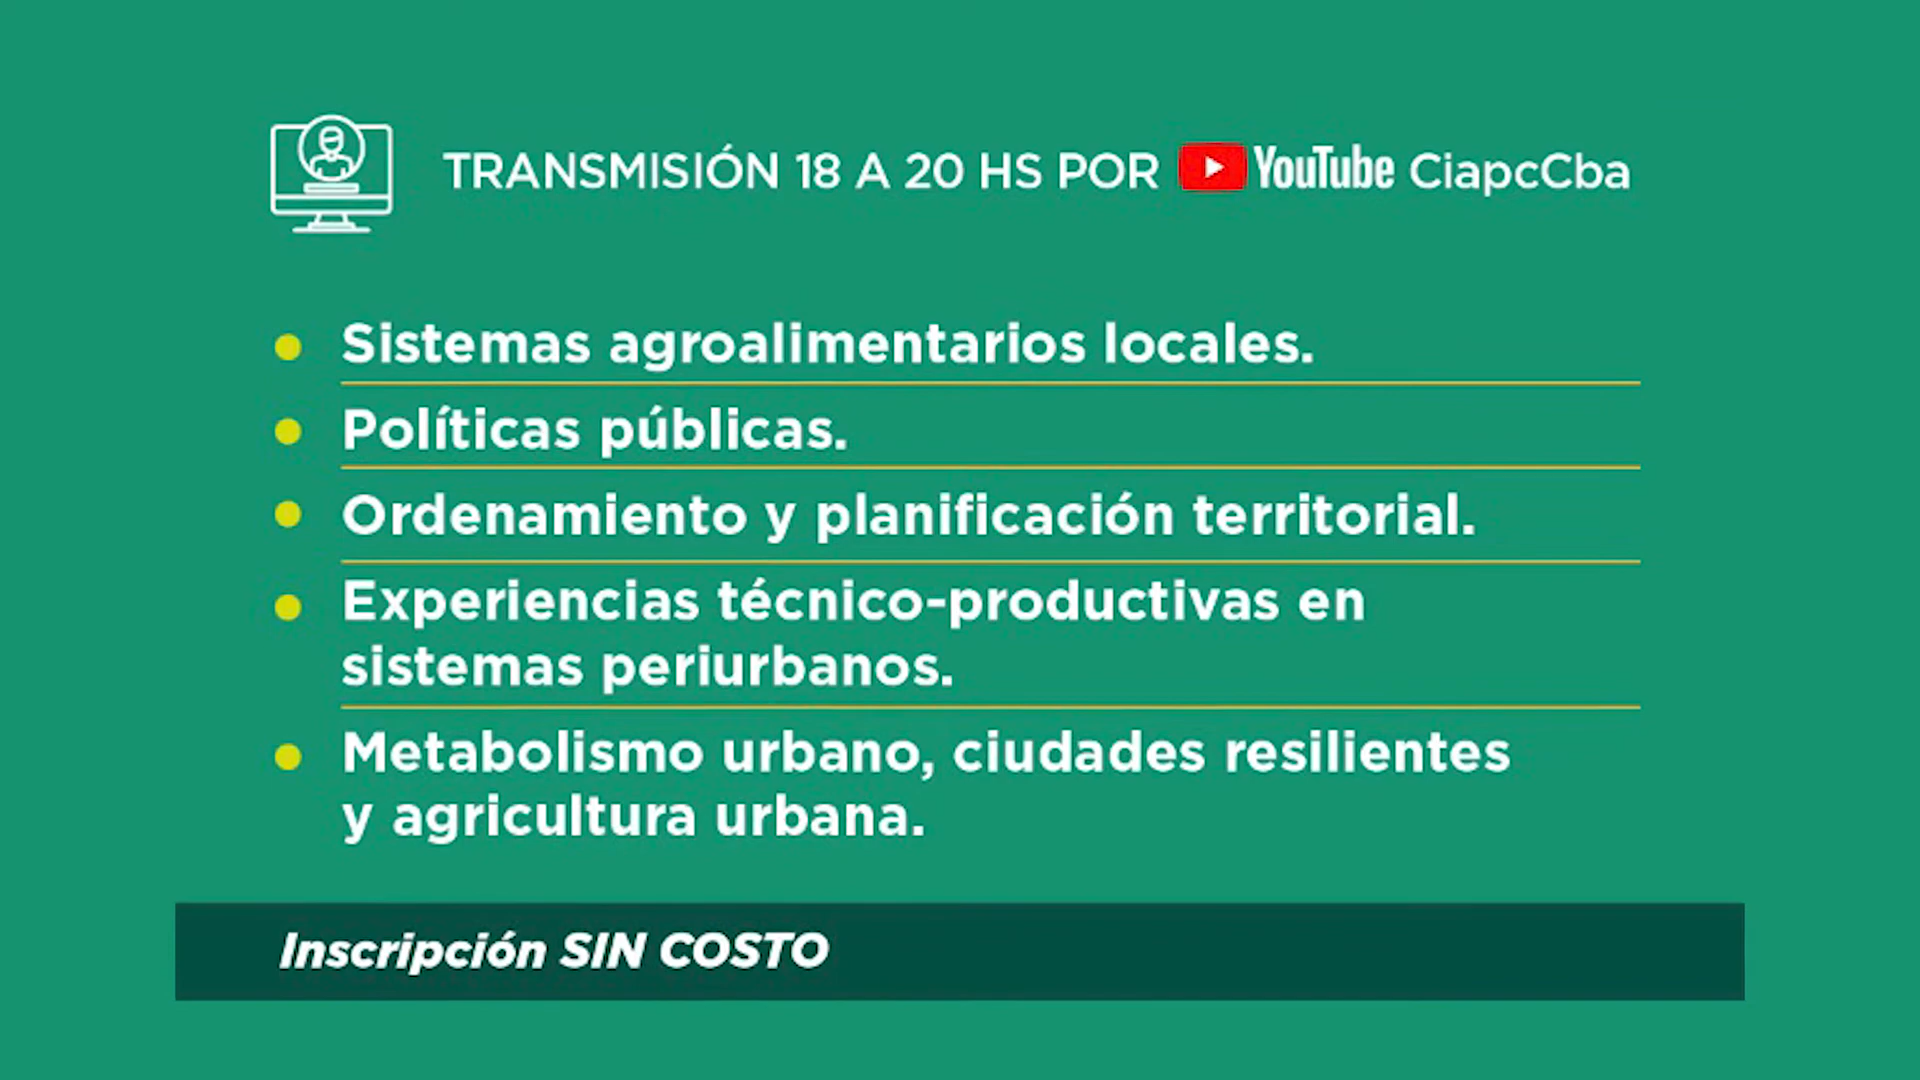 TRANSMISIÓN 18 A 20 HS POR YouTube CiapcCba
Sistemas agroalimentarios locales.
Políticas públicas.
Ordenamiento y planificación territorial.
Experiencias técnico-productivas en
sistemas periurbanos.
Metabolismo urbano, ciudades resilientes
y agricultura urbana.
Inscripción SIN COSTO